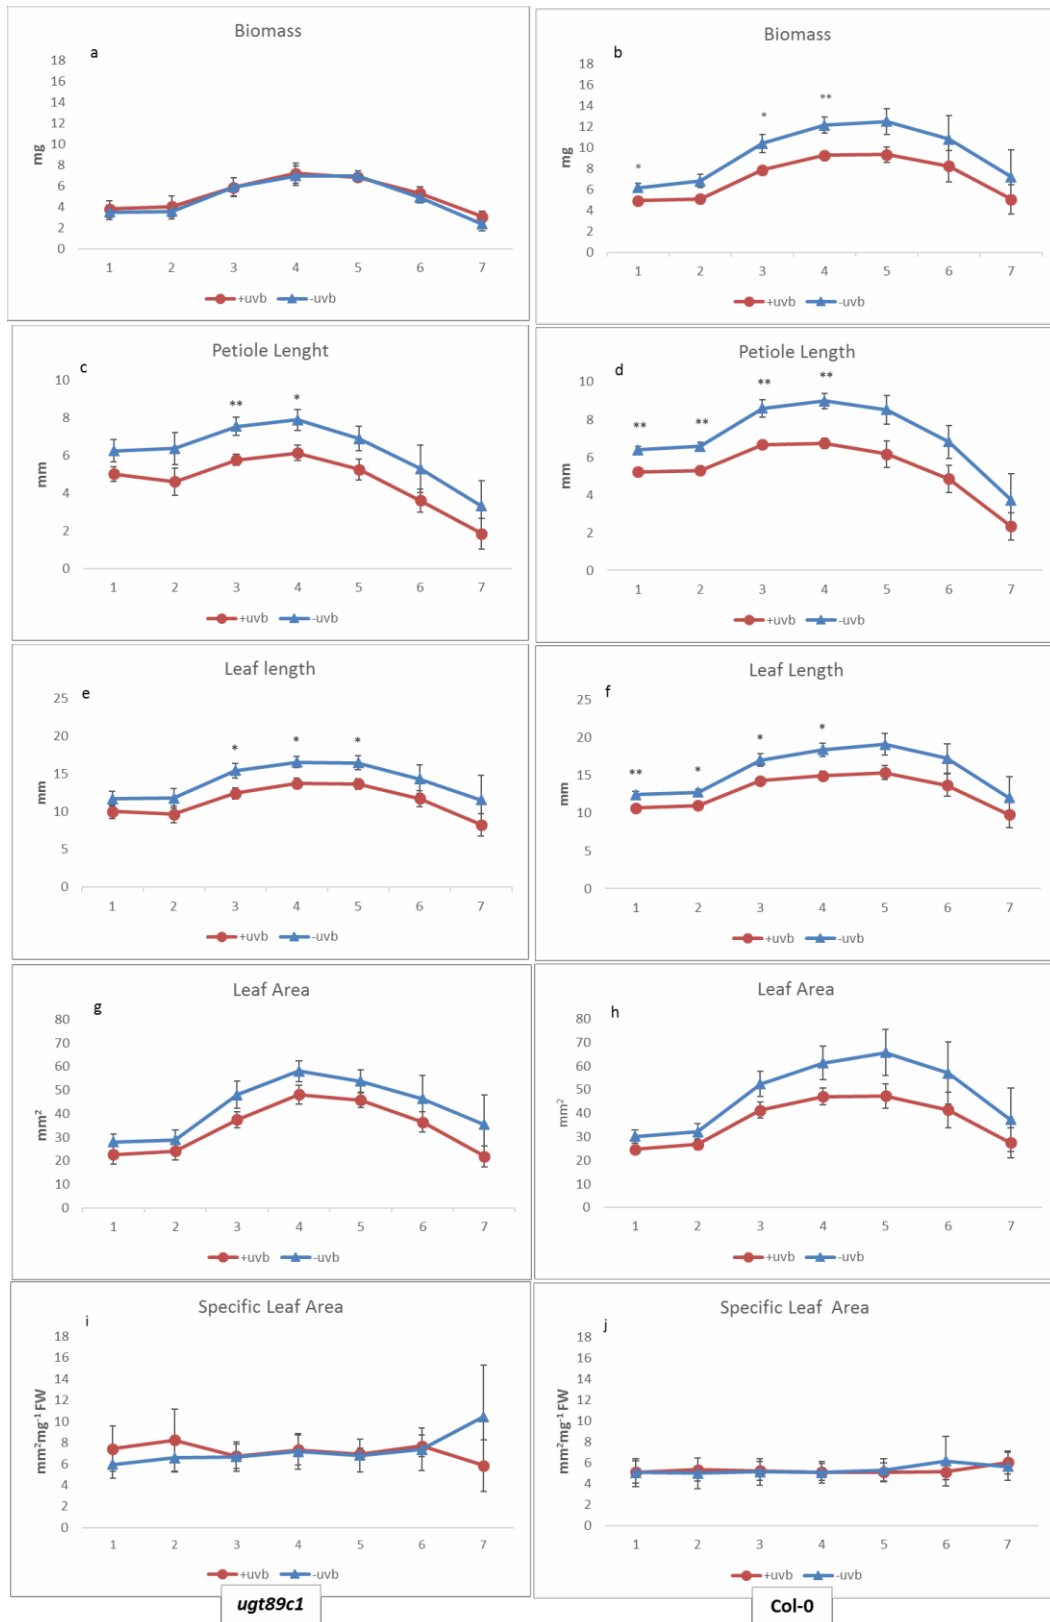 Biomass
a
18
16
14
12
10
8
6
4
2
0
mg
1 2 3 4 5 6 7
+uvb -uvb
Biomass
b
18
16
14
12
10
8
6
4
2
0
mg
* * **
1 2 3 4 5 6 7
+uvb -uvb
Petiole Lenght
c
10
8
6
4
2
0
mm
** *
1 2 3 4 5 6 7
+uvb -uvb
Petiole Length
d
10
8
6
4
2
0
mm
** ** ** **
1 2 3 4 5 6 7
+uvb -uvb
Leaf length
e
25
20
15
10
5
0
mm
* * *
1 2 3 4 5 6 7
+uvb -uvb
Leaf Length
f
25
20
15
10
5
0
mm
** * * *
1 2 3 4 5 6 7
+uvb -uvb
Leaf Area
g
80
70
60
50
40
30
20
10
0
mm²
1 2 3 4 5 6 7
+uvb -uvb
Leaf Area
h
80
70
60
50
40
30
20
10
0
mm²
1 2 3 4 5 6 7
+uvb -uvb
Specific Leaf Area
i
18
16
14
12
10
8
6
4
2
0
mm²mg⁻¹ FW
1 2 3 4 5 6 7
+uvb -uvb
ugt89c1
Specific Leaf Area
j
18
16
14
12
10
8
6
4
2
0
mm²mg⁻¹ FW
1 2 3 4 5 6 7
+uvb -uvb
Col-0